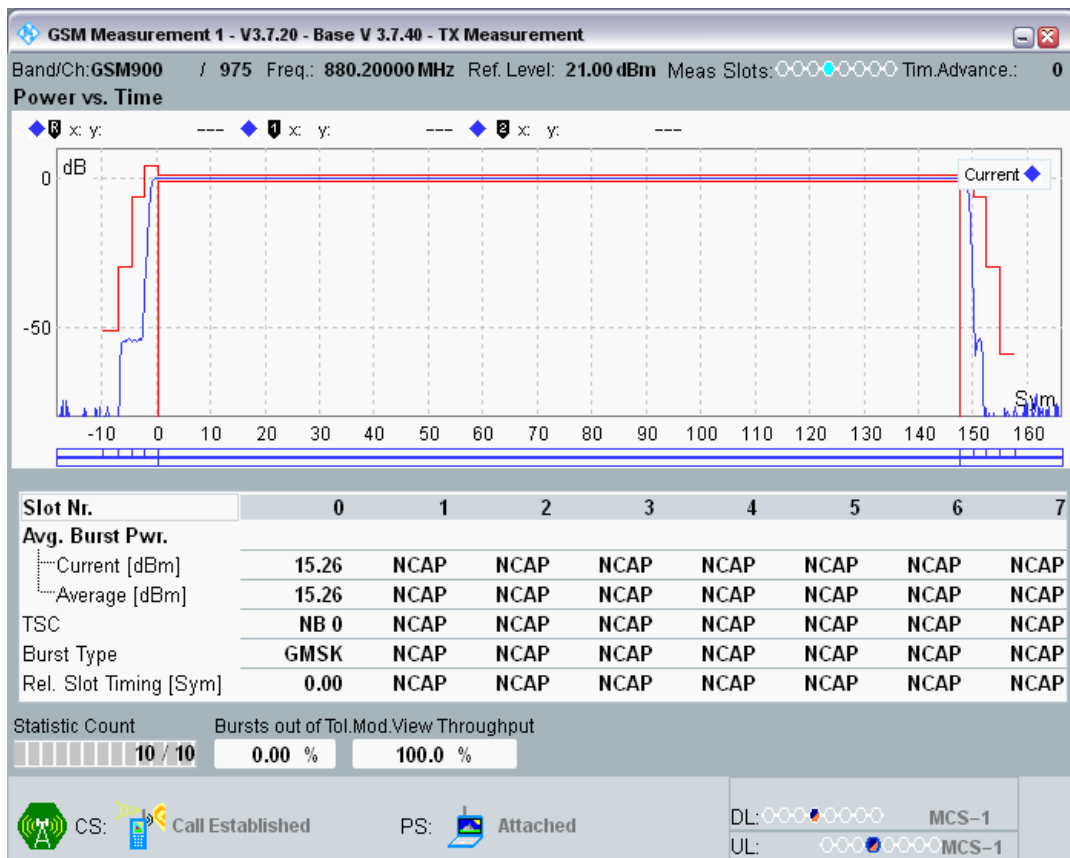 GSM Measurement 1 - V3.7.20 - Base V 3.7.40 - TX Measurement
Band/Ch:GSM900 / 975 Freq.: 880.20000 MHz Ref. Level: 21.00 dBm Meas Slots: Tim.Advance.: 0
Power vs. Time
R x: y: --- 1 x: y: --- 2 x: y: ---
dB
Current
0
-50
Sym
-10 0 10 20 30 40 50 60 70 80 90 100 110 120 130 140 150 160
Slot Nr. 0 1 2 3 4 5 6 7
Avg. Burst Pwr.
Current [dBm] 15.26 NCAP NCAP NCAP NCAP NCAP NCAP NCAP
Average [dBm] 15.26 NCAP NCAP NCAP NCAP NCAP NCAP NCAP
TSC NB 0 NCAP NCAP NCAP NCAP NCAP NCAP NCAP
Burst Type GMSK NCAP NCAP NCAP NCAP NCAP NCAP NCAP
Rel. Slot Timing [Sym] 0.00 NCAP NCAP NCAP NCAP NCAP NCAP NCAP
Statistic Count Bursts out of Tol.Mod.View Throughput
10 / 10 0.00 % 100.0 %
CS: Call Established PS: Attached
DL: MCS-1
UL: MCS-1